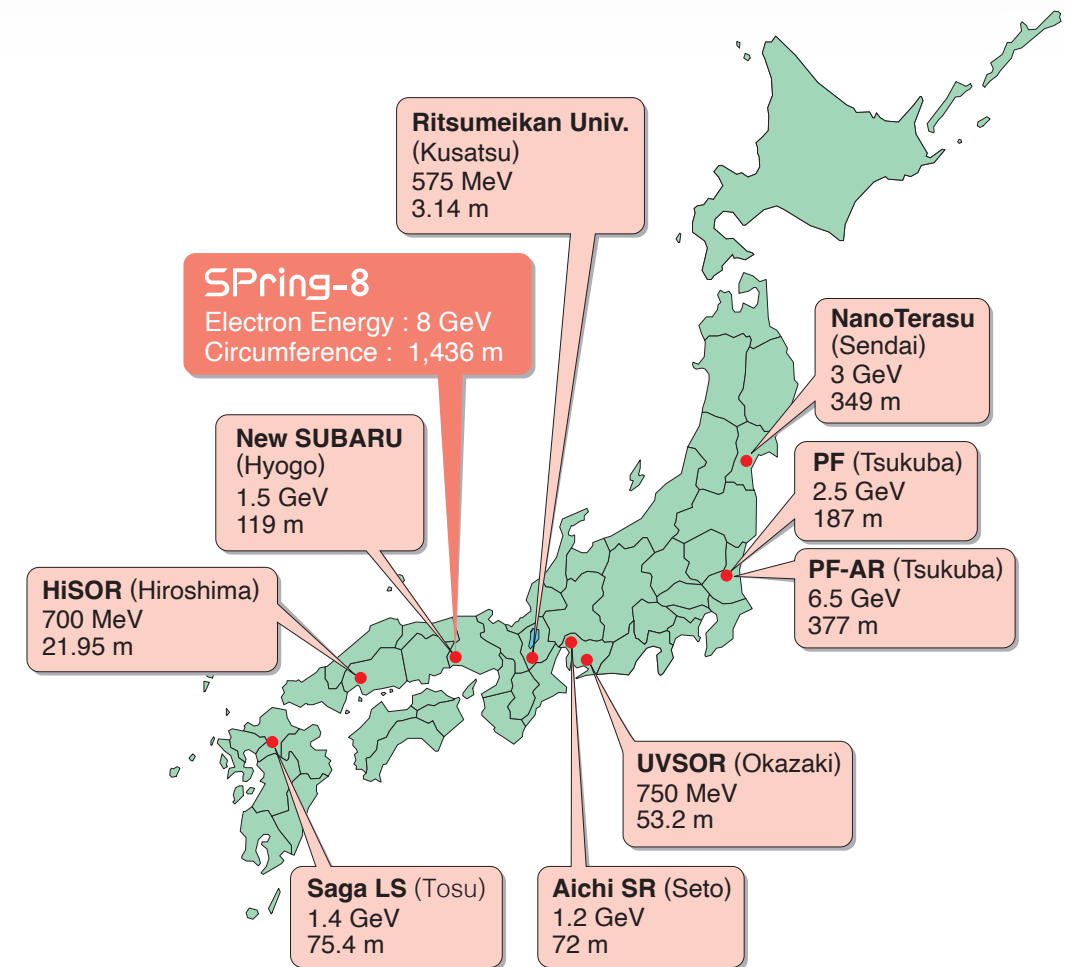 Ritsumeikan Univ.
(Kusatsu)
575 MeV
3.14 m
SPring-8
Electron Energy : 8 GeV
Circumference : 1,436 m
NanoTerasu
(Sendai)
3 GeV
349 m
New SUBARU
(Hyogo)
1.5 GeV
119 m
PF (Tsukuba)
2.5 GeV
187 m
PF-AR (Tsukuba)
6.5 GeV
377 m
HiSOR (Hiroshima)
700 MeV
21.95 m
UVSOR (Okazaki)
750 MeV
53.2 m
Saga LS (Tosu)
1.4 GeV
75.4 m
Aichi SR (Seto)
1.2 GeV
72 m